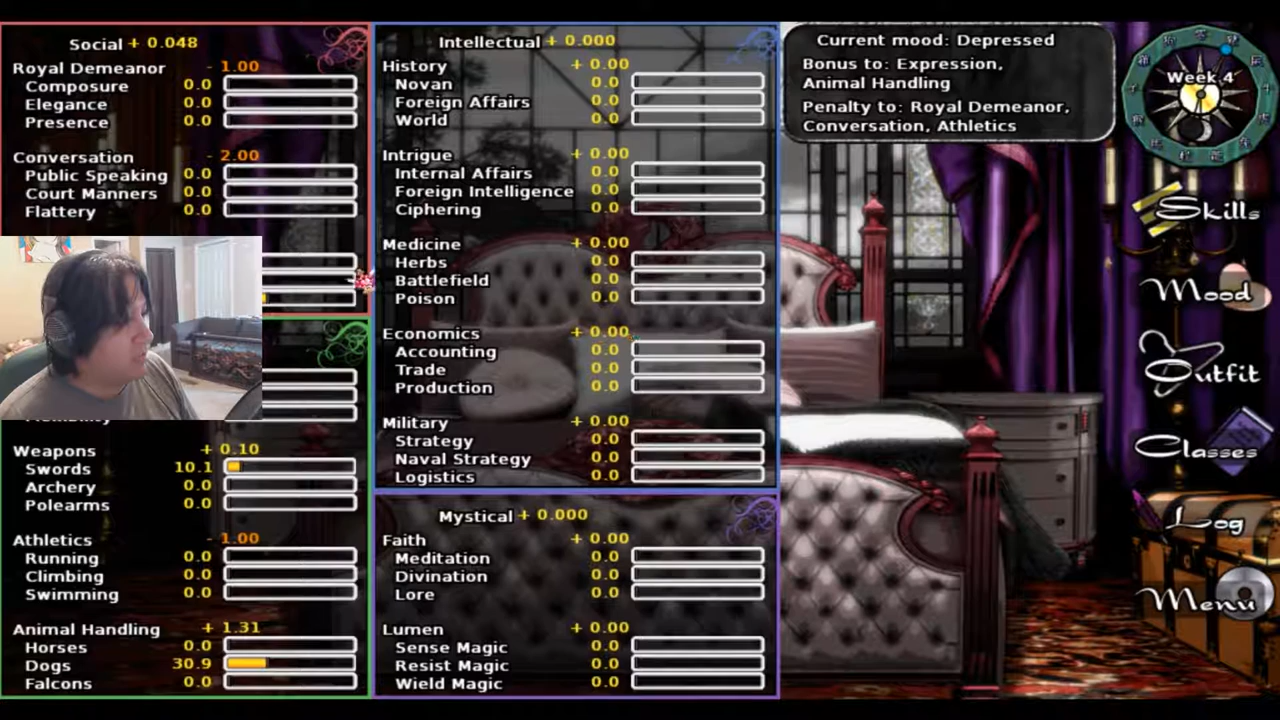 Social + 0.048
Royal Demeanor - 1.00
Composure 0.0
Elegance 0.0
Presence 0.0
Conversation - 2.00
Public Speaking 0.0
Court Manners 0.0
Flattery 0.0
Weapons + 0.10
Swords 10.1
Archery 0.0
Polearms 0.0
Athletics - 1.00
Running 0.0
Climbing 0.0
Swimming 0.0
Animal Handling + 1.31
Horses 0.0
Dogs 30.9
Falcons 0.0
Intellectual + 0.000
History + 0.00
Novan 0.0
Foreign Affairs 0.0
World 0.0
Intrigue + 0.00
Internal Affairs 0.0
Foreign Intelligence 0.0
Ciphering 0.0
Medicine + 0.00
Herbs 0.0
Battlefield 0.0
Poison 0.0
Economics + 0.00
Accounting 0.0
Trade 0.0
Production 0.0
Military + 0.00
Strategy 0.0
Naval Strategy 0.0
Logistics 0.0
Mystical + 0.000
Faith + 0.00
Meditation 0.0
Divination 0.0
Lore 0.0
Lumen + 0.00
Sense Magic 0.0
Resist Magic 0.0
Wield Magic 0.0
Current mood: Depressed
Bonus to: Expression,
Animal Handling
Penalty to: Royal Demeanor,
Conversation, Athletics
Week 4
Skills
Mood
Outfit
Classes
Log
Menu